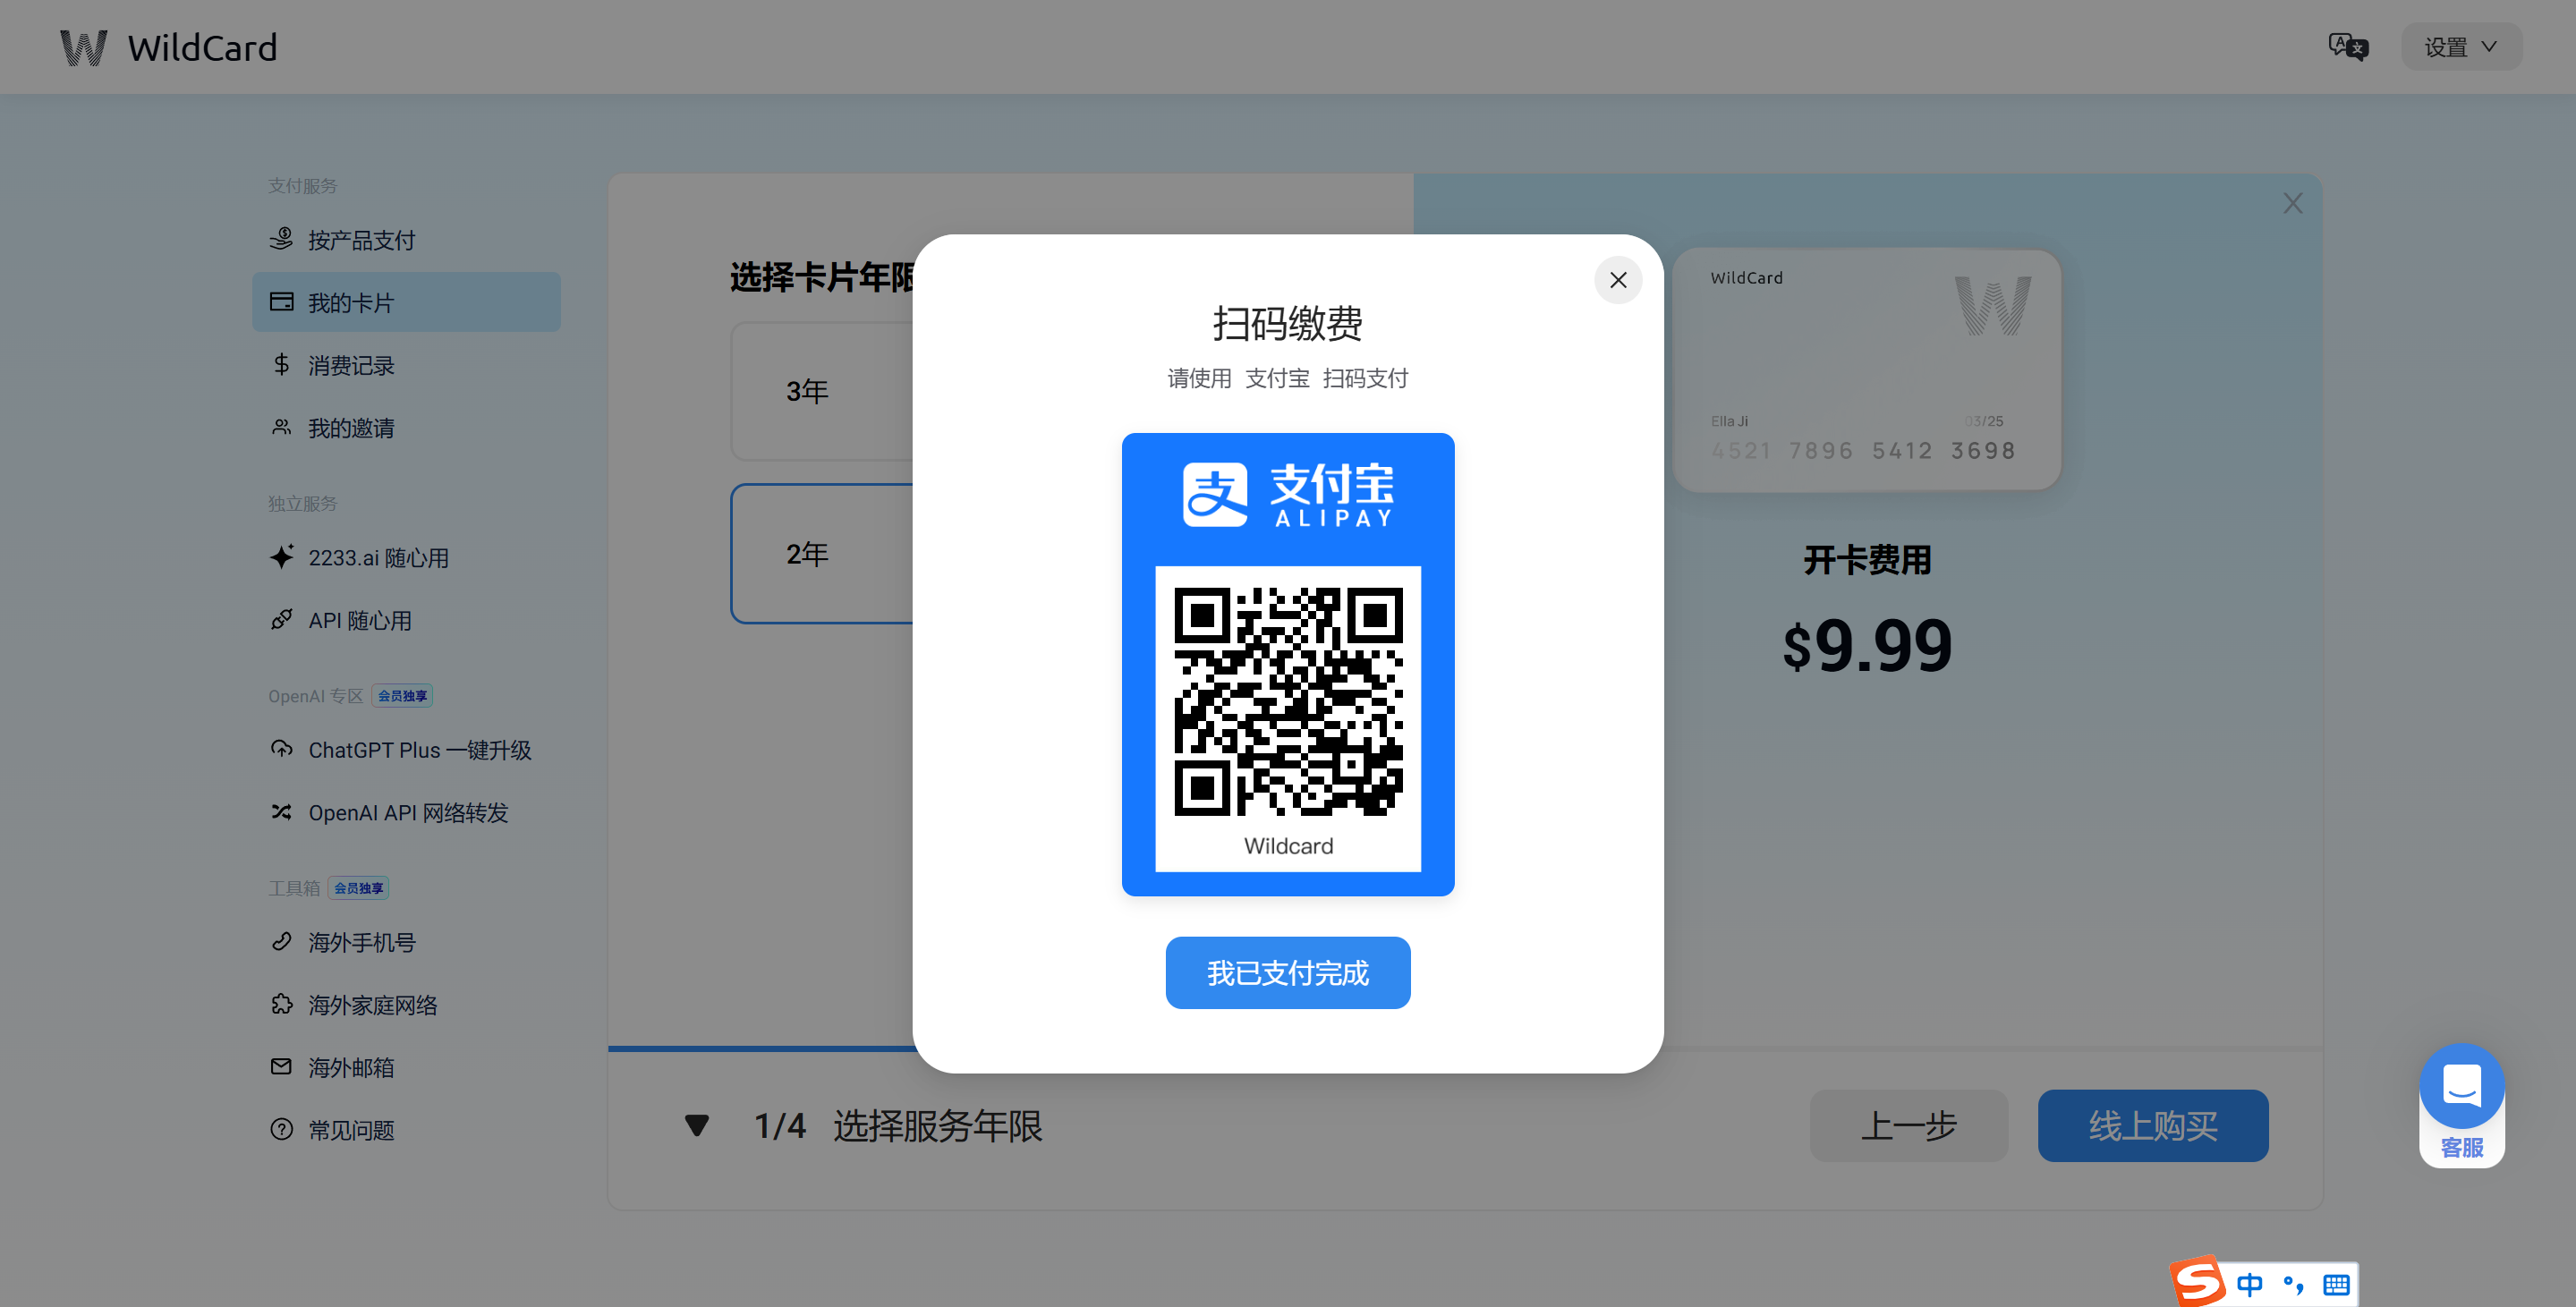 WildCard
设置
支付服务
按产品支付
我的卡片
消费记录
我的邀请
独立服务
2233.ai 随心用
API 随心用
OpenAI 专区 会员独享
ChatGPT Plus 一键升级
OpenAI API 网络转发
工具箱 会员独享
海外手机号
海外家庭网络
海外邮箱
常见问题
选择卡片年限
3年
2年
扫码缴费
请使用 支付宝 扫码支付
支付宝
ALIPAY
Wildcard
我已支付完成
WildCard
Ella Ji 03/25
4521 7896 5412 3698
开卡费用
$9.99
1/4 选择服务年限
上一步
线上购买
客服
中